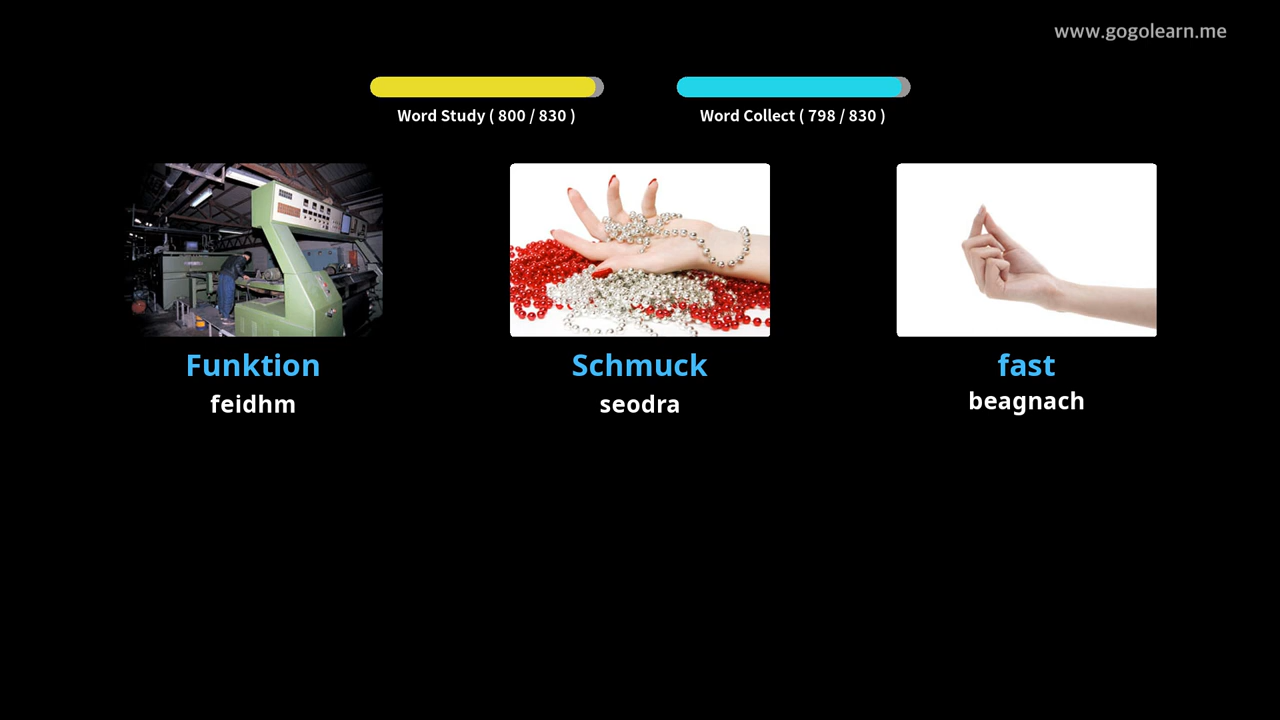 www.gogolearn.me
Word Study ( 800 / 830 )
Word Collect ( 798 / 830 )
Funktion
feidhm
Schmuck
seodra
fast
beagnach